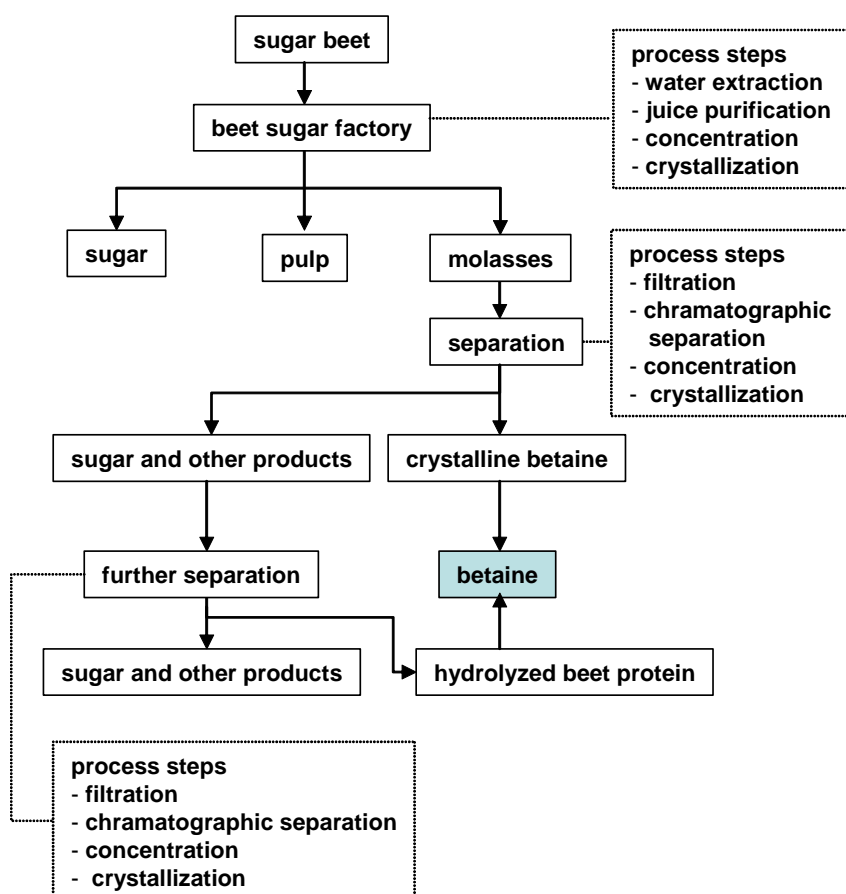 sugar beet
process steps
- water extraction
- juice purification
- concentration
- crystallization
beet sugar factory
sugar
pulp
molasses
process steps
- filtration
- chramatographic
separation
- concentration
- crystallization
separation
sugar and other products
crystalline betaine
further separation
betaine
sugar and other products
hydrolyzed beet protein
process steps
- filtration
- chramatographic separation
- concentration
- crystallization